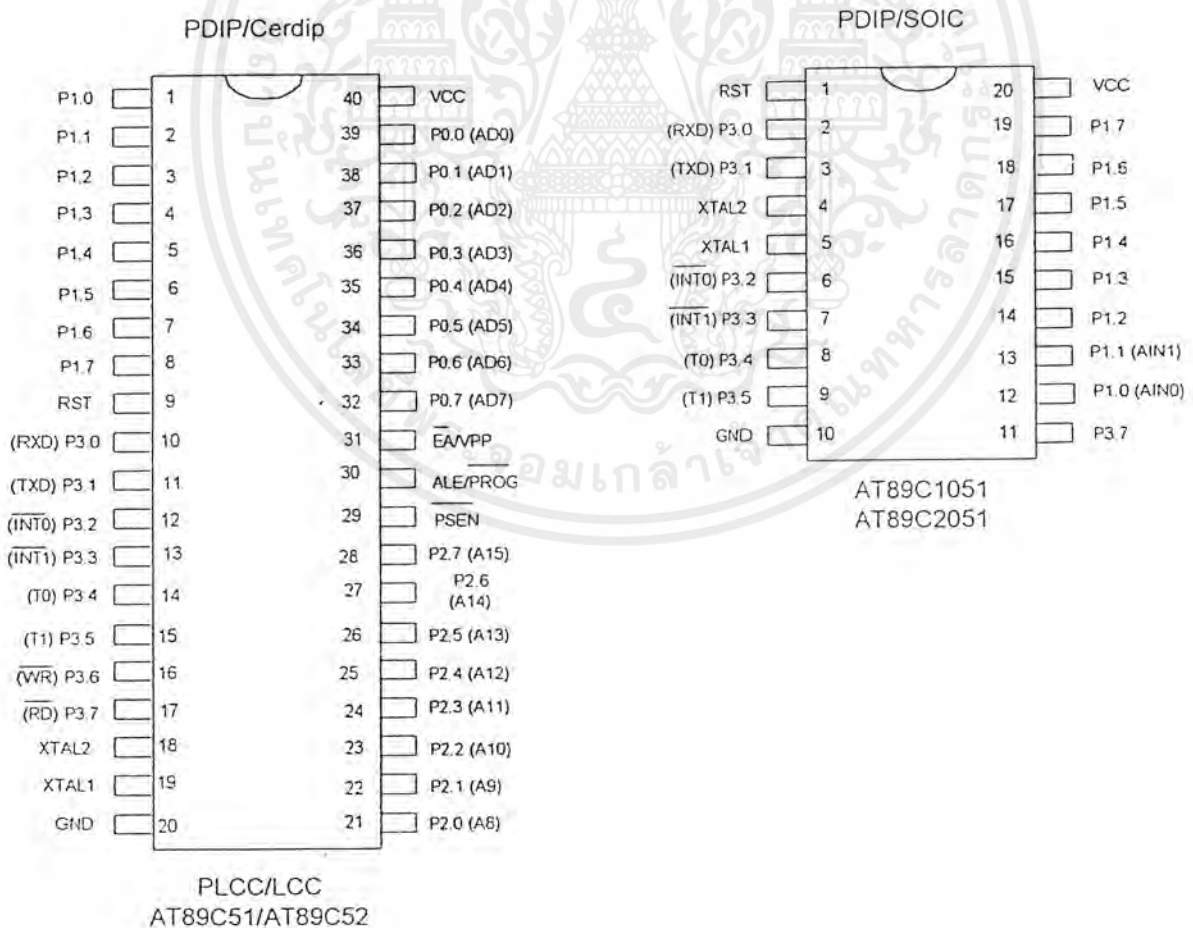 PDIP/Cerdip
P1.0 1 40 VCC
P1.1 2 39 P0.0 (AD0)
P1.2 3 38 P0.1 (AD1)
P1.3 4 37 P0.2 (AD2)
P1.4 5 36 P0.3 (AD3)
P1.5 6 35 P0.4 (AD4)
P1.6 7 34 P0.5 (AD5)
P1.7 8 33 P0.6 (AD6)
RST 9 32 P0.7 (AD7)
(RXD) P3.0 10 31 EA/VPP
(TXD) P3.1 11 30 ALE/PROG
(INT0) P3.2 12 29 PSEN
(INT1) P3.3 13 28 P2.7 (A15)
(T0) P3.4 14 27 P2.6
(A14)
(T1) P3.5 15 26 P2.5 (A13)
(WR) P3.6 16 25 P2.4 (A12)
(RD) P3.7 17 24 P2.3 (A11)
XTAL2 18 23 P2.2 (A10)
XTAL1 19 22 P2.1 (A9)
GND 20 21 P2.0 (A8)
PLCC/LCC
AT89C51/AT89C52
PDIP/SOIC
RST 1 20 VCC
(RXD) P3.0 2 19 P1.7
(TXD) P3.1 3 18 P1.6
XTAL2 4 17 P1.5
XTAL1 5 16 P1.4
(INT0) P3.2 6 15 P1.3
(INT1) P3.3 7 14 P1.2
(T0) P3.4 8 13 P1.1 (AIN1)
(T1) P3.5 9 12 P1.0 (AIN0)
GND 10 11 P3.7
AT89C1051
AT89C2051